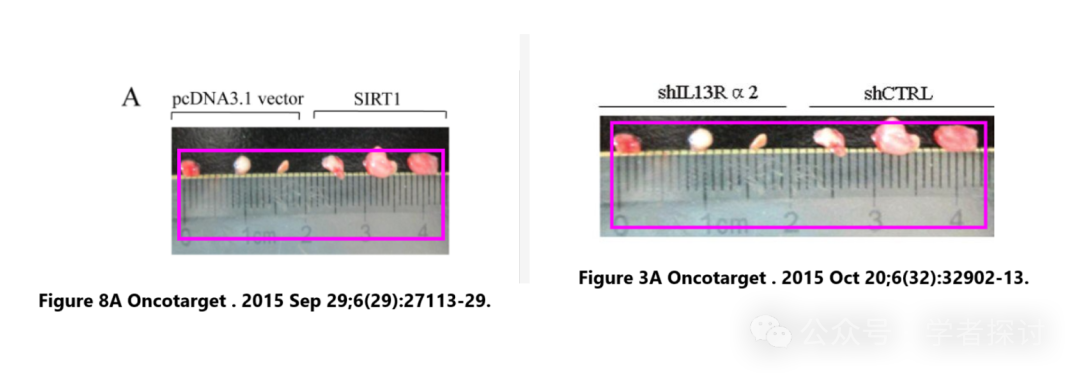 A
pcDNA3.1 vector
SIRT1
0 1cm 2 3 4
Figure 8A Oncotarget . 2015 Sep 29;6(29):27113-29.
shIL13Rα2
shCTRL
0 1cm 2 3 4
Figure 3A Oncotarget . 2015 Oct 20;6(32):32902-13.
公众号 学者探讨